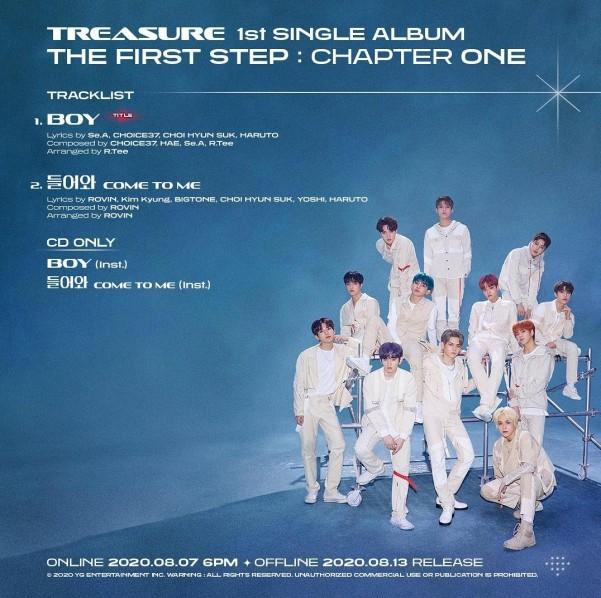 TREASURE 1st SINGLE ALBUM
THE FIRST STEP : CHAPTER ONE
TRACKLIST
1. BOY TITLE
Lyrics by Se.A, CHOICE37, CHOI HYUN SUK, HARUTO
Composed by CHOICE37, HAE, Se.A, R.Tee
Arranged by R.Tee
2. 들어와 COME TO ME
Lyrics by ROVIN, Kim Kyung, BIGTONE, CHOI HYUN SUK, YOSHI, HARUTO
Composed by ROVIN
Arranged by ROVIN
CD ONLY
BOY (Inst.)
들어와 COME TO ME (Inst.)
ONLINE 2020.08.07 6PM ✦ OFFLINE 2020.08.13 RELEASE
© 2020 YG ENTERTAINMENT INC. WARNING : ALL RIGHTS RESERVED. UNAUTHORIZED COMMERCIAL USE OR PUBLICATION IS PROHIBITED.